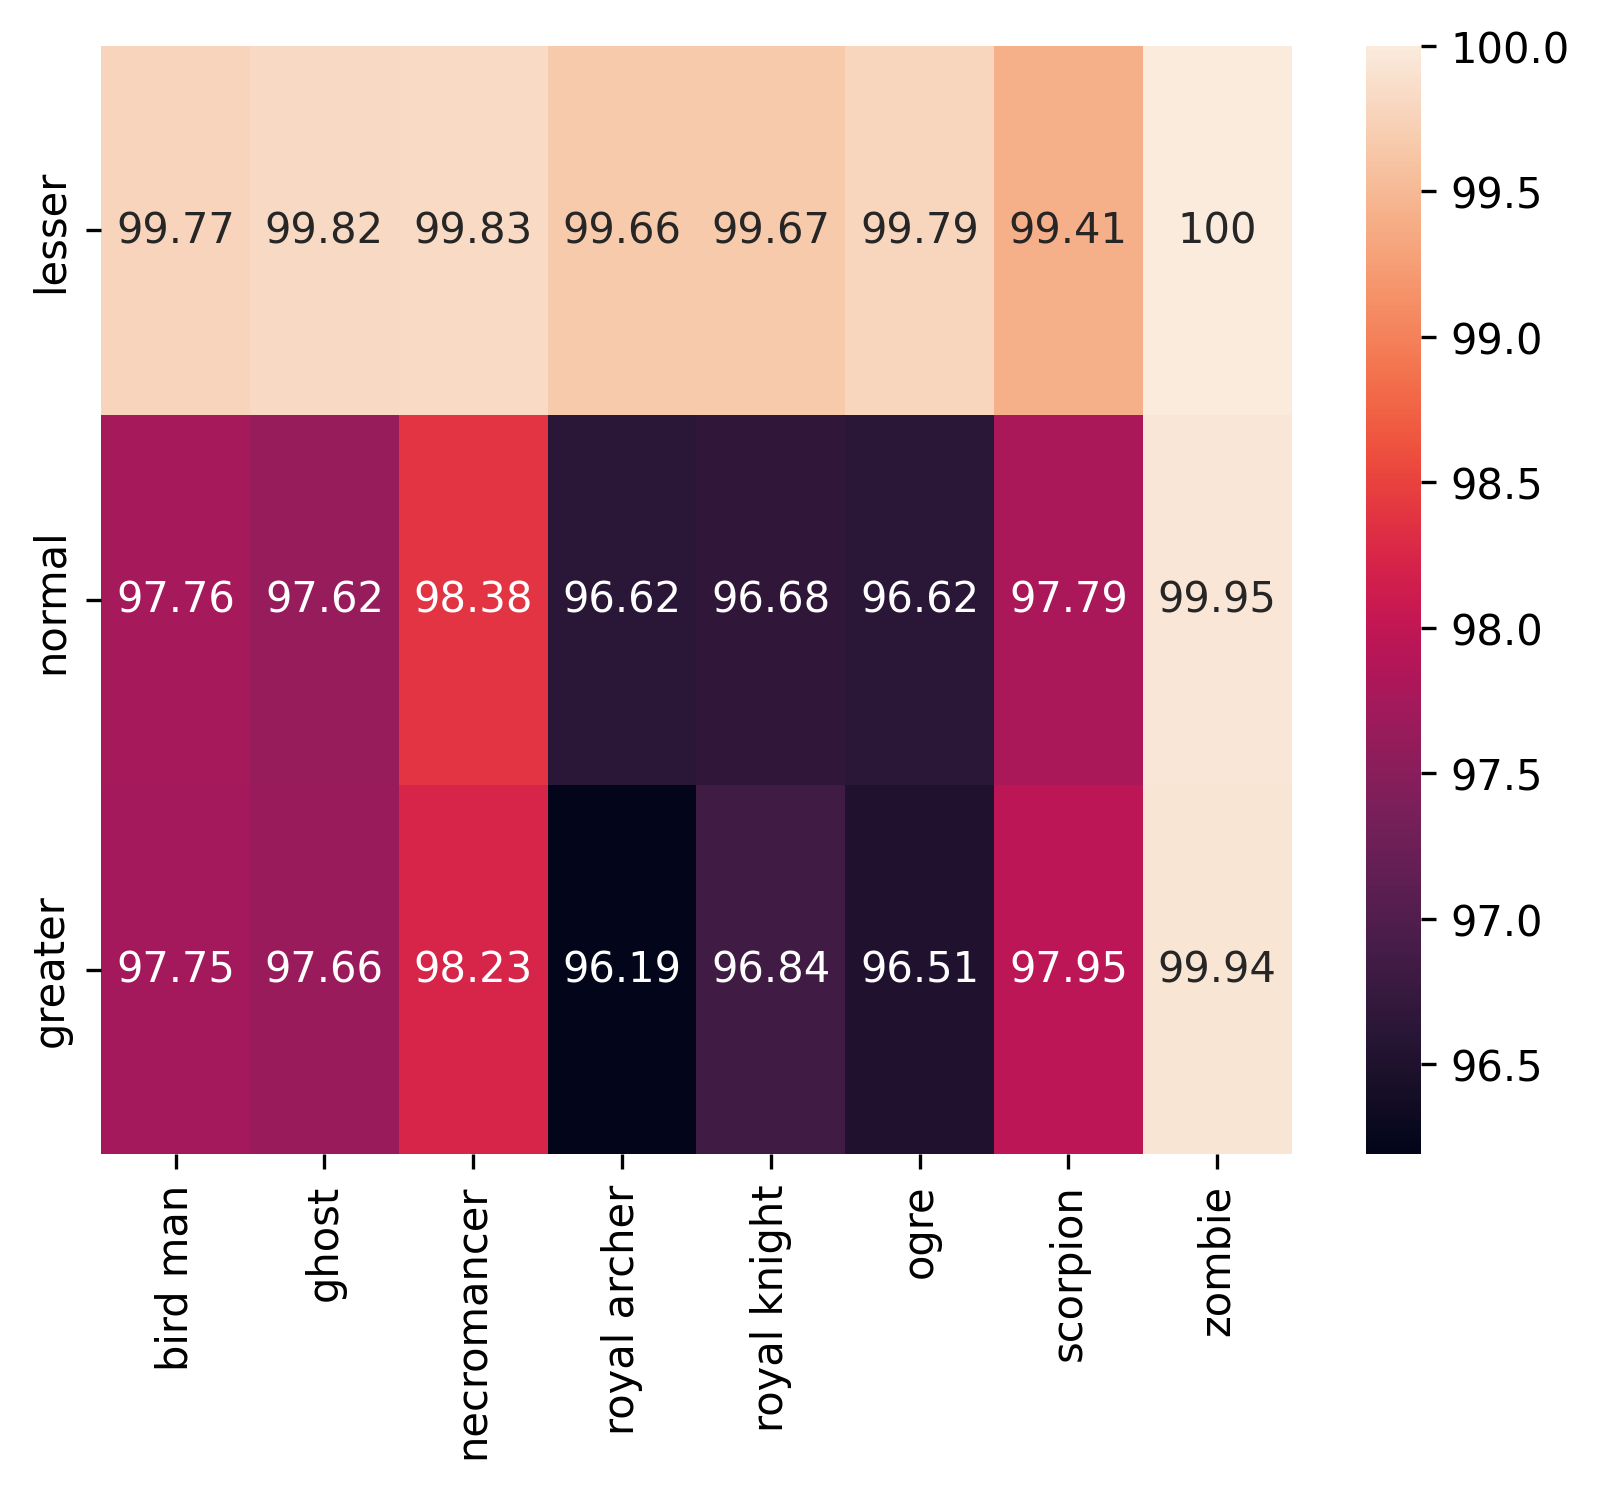 lesser
99.77 99.82 99.83 99.66 99.67 99.79 99.41 100
normal
97.76 97.62 98.38 96.62 96.68 96.62 97.79 99.95
greater
97.75 97.66 98.23 96.19 96.84 96.51 97.95 99.94
bird man
ghost
necromancer
royal archer
royal knight
ogre
scorpion
zombie
100.0
99.5
99.0
98.5
98.0
97.5
97.0
96.5